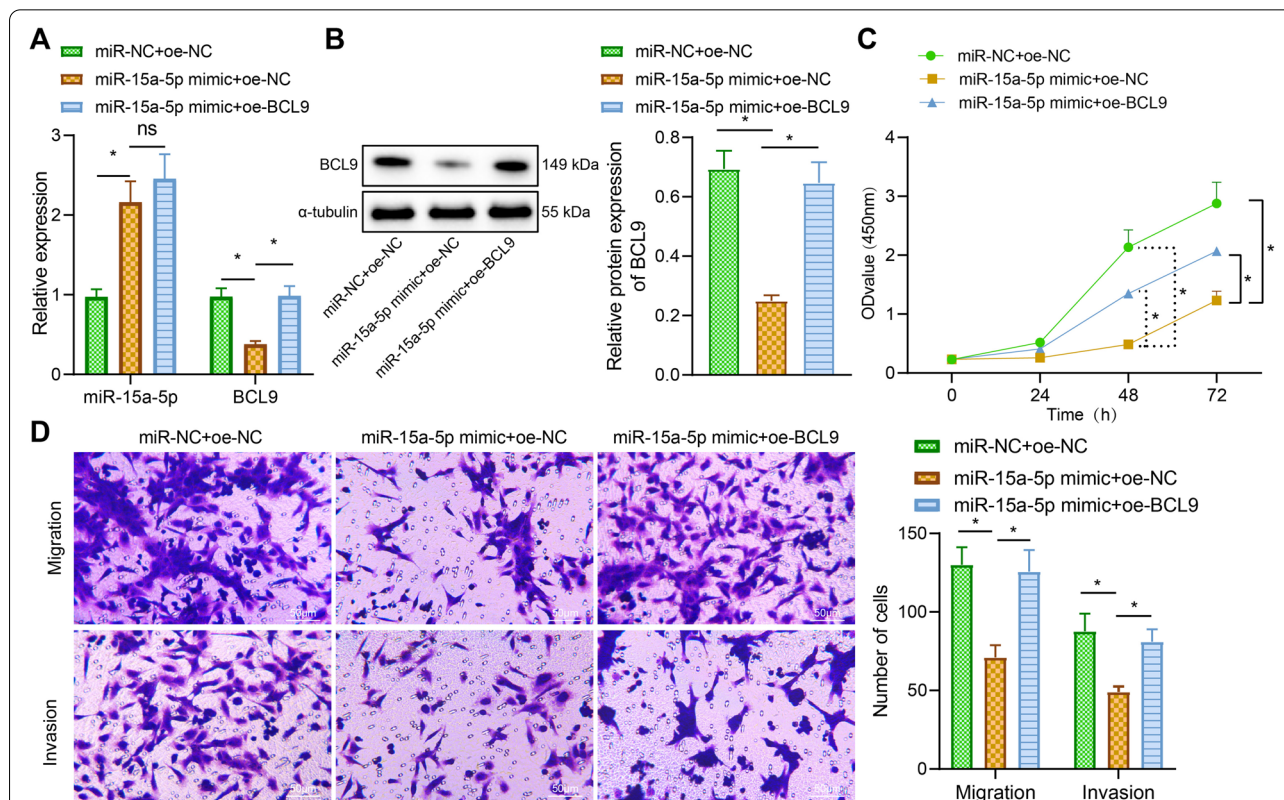 A
miR-NC+oe-NC
miR-15a-5p mimic+oe-NC
miR-15a-5p mimic+oe-BCL9
Relative expression
3
2
1
0
*
ns
*
*
miR-15a-5p
BCL9
B
BCL9
149 kDa
α-tubulin
55 kDa
miR-NC+oe-NC
miR-15a-5p mimic+oe-NC
miR-15a-5p mimic+oe-BCL9
miR-NC+oe-NC
miR-15a-5p mimic+oe-NC
miR-15a-5p mimic+oe-BCL9
Relative protein expression
of BCL9
0.8
0.6
0.4
0.2
0.0
*
*
C
miR-NC+oe-NC
miR-15a-5p mimic+oe-NC
miR-15a-5p mimic+oe-BCL9
ODvalue (450nm)
4
3
2
1
0
*
*
*
*
0
24
48
72
Time (h)
D
miR-NC+oe-NC
miR-15a-5p mimic+oe-NC
miR-15a-5p mimic+oe-BCL9
Migration
50μm
50μm
50μm
Invasion
50μm
50μm
50μm
miR-NC+oe-NC
miR-15a-5p mimic+oe-NC
miR-15a-5p mimic+oe-BCL9
Number of cells
150
100
50
0
*
*
*
*
Migration
Invasion